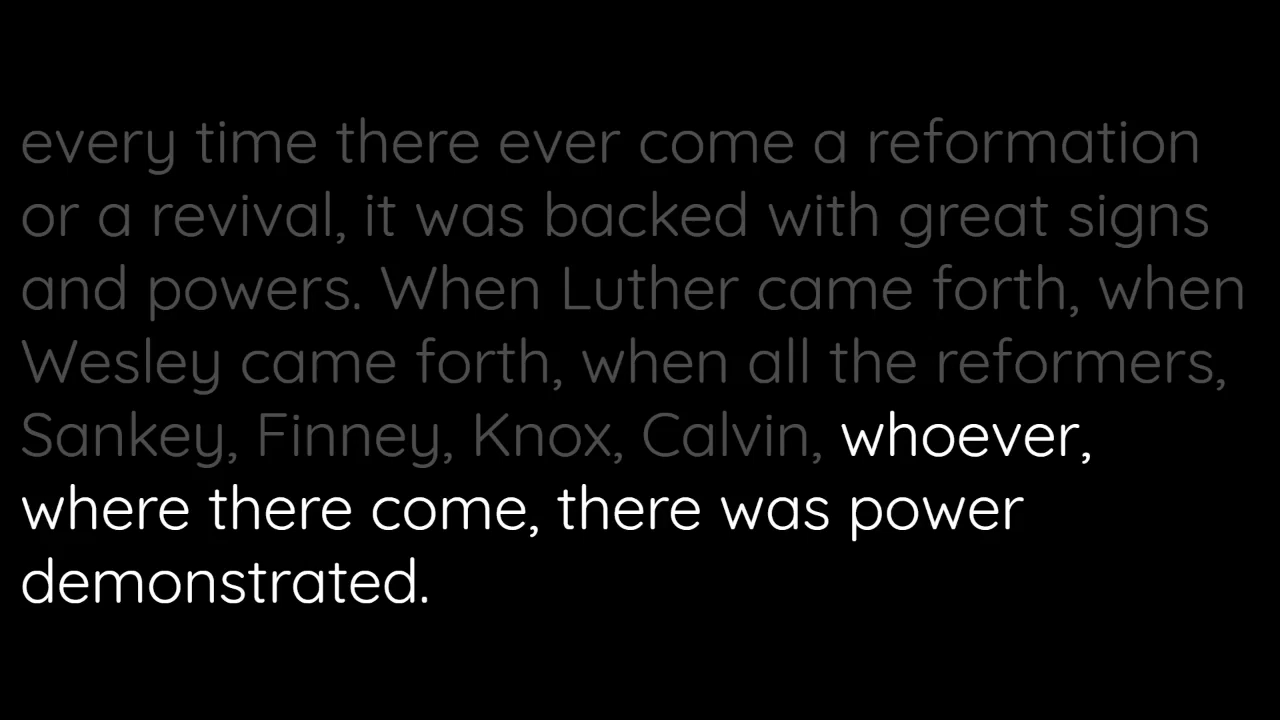 every time there ever come a reformation
or a revival, it was backed with great signs
and powers. When Luther came forth, when
Wesley came forth, when all the reformers,
Sankey, Finney, Knox, Calvin, whoever,
where there come, there was power
demonstrated.